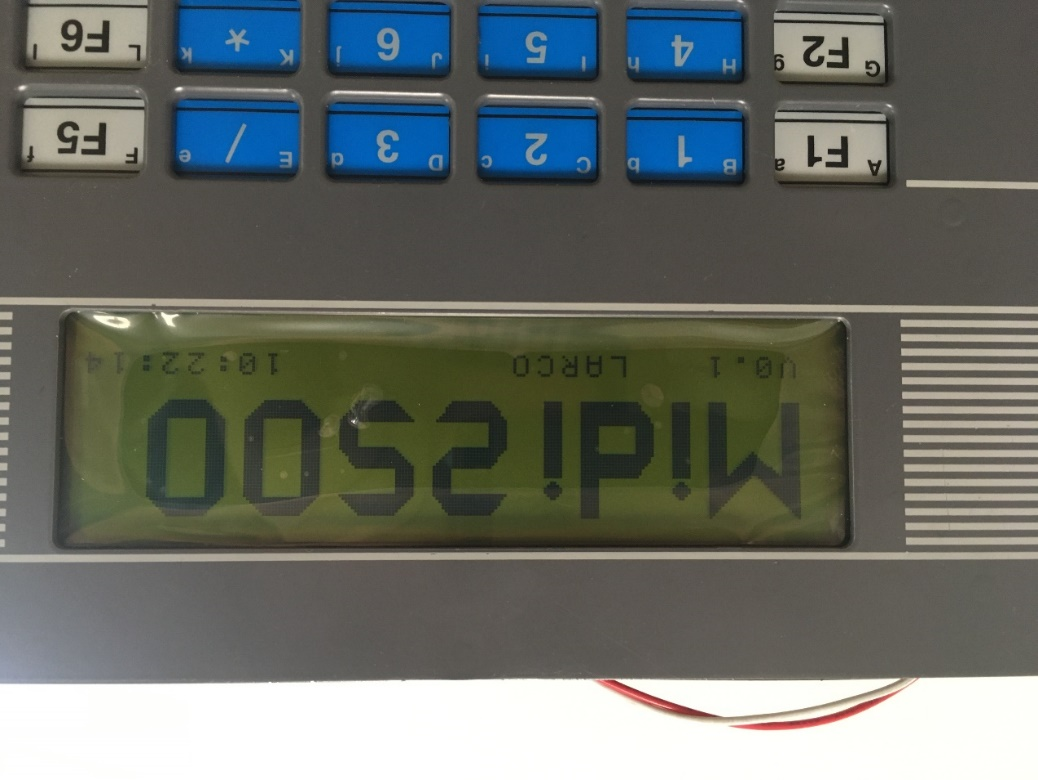 Midi2500
V0.1 LARCO 10:22:14
A F1 a B 1 b C 2 c D 3 d E / e F F5 f
G F2 g H 4 h I 5 i J 6 j K * k L F6 l